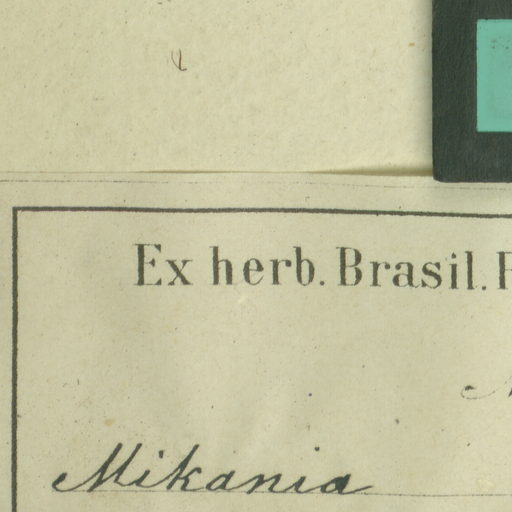 Ex herb. Brasil.
Mikania